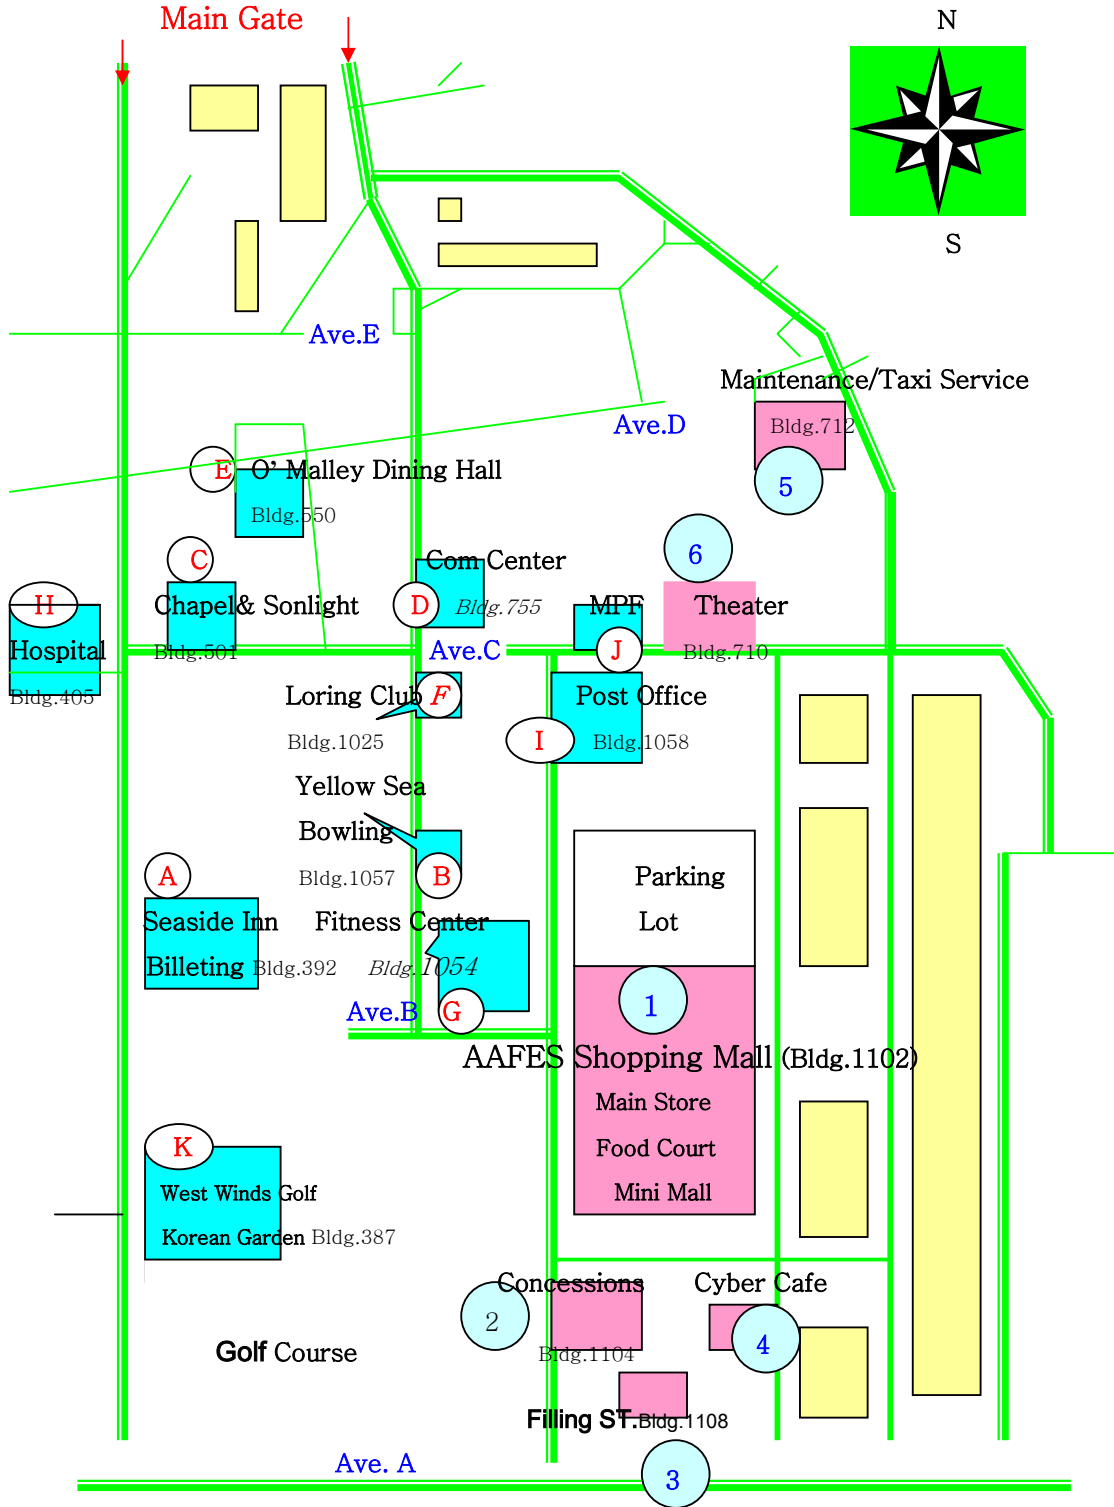 Main Gate
N
S
Ave.E
Maintenance/Taxi Service
Ave.D
Bldg.712
E
O' Malley Dining Hall
5
Bldg.550
6
C
Com Center
H
Chapel& Sonlight
D
Bldg.755
MPF
Theater
Hospital
Bldg.501
Ave.C
J
Bldg.710
Bldg.405
Loring Club
F
Post Office
Bldg.1025
I
Bldg.1058
Yellow Sea
Bowling
A
Bldg.1057
B
Parking
Seaside Inn
Fitness Center
Lot
Billeting Bldg.392
Bldg.1054
Ave.B
G
1
AAFES Shopping Mall (Bldg.1102)
Main Store
K
Food Court
West Winds Golf
Mini Mall
Korean Garden Bldg.387
Concessions
Cyber Cafe
2
4
Golf Course
Bldg.1104
Filling ST.Bldg.1108
Ave. A
3